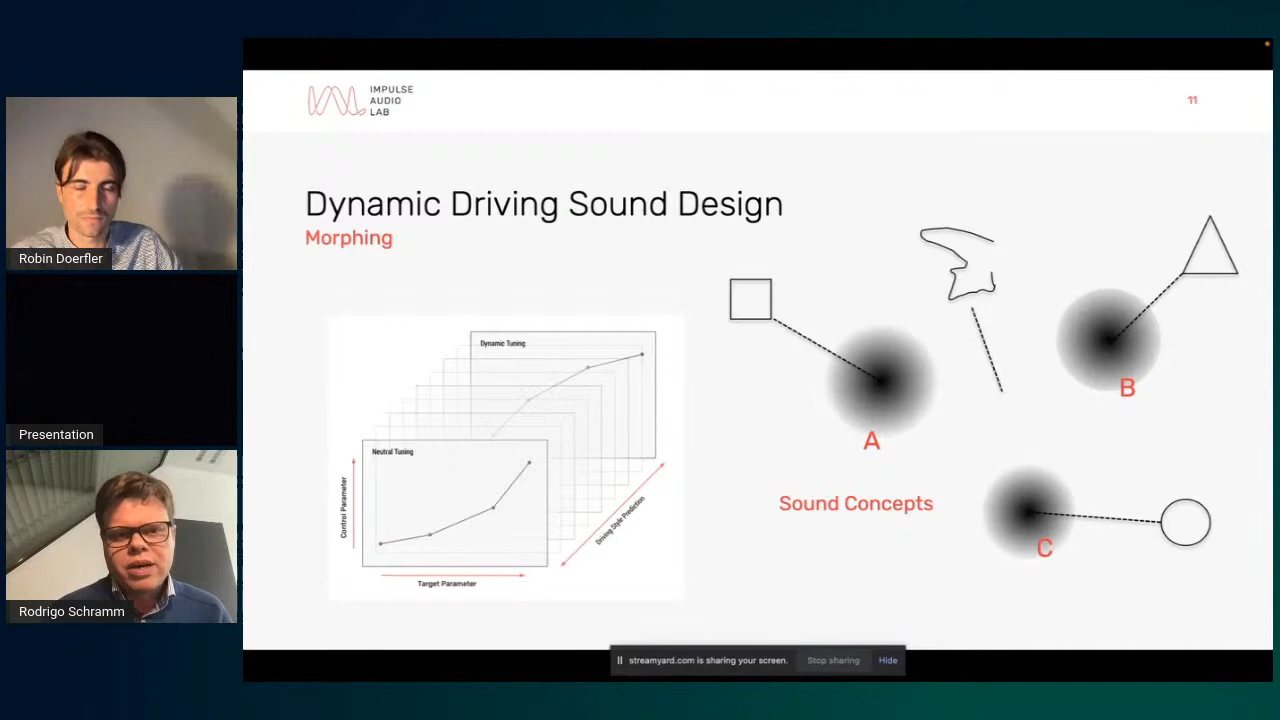 IMPULSE
AUDIO
LAB
11
Dynamic Driving Sound Design
Morphing
Dynamic Tuning
Neutral Tuning
Control Parameter
Driving Style Prediction
Target Parameter
A
B
Sound Concepts
C
Robin Doerfler
Presentation
Rodrigo Schramm
streamyard.com is sharing your screen.
Stop sharing
Hide